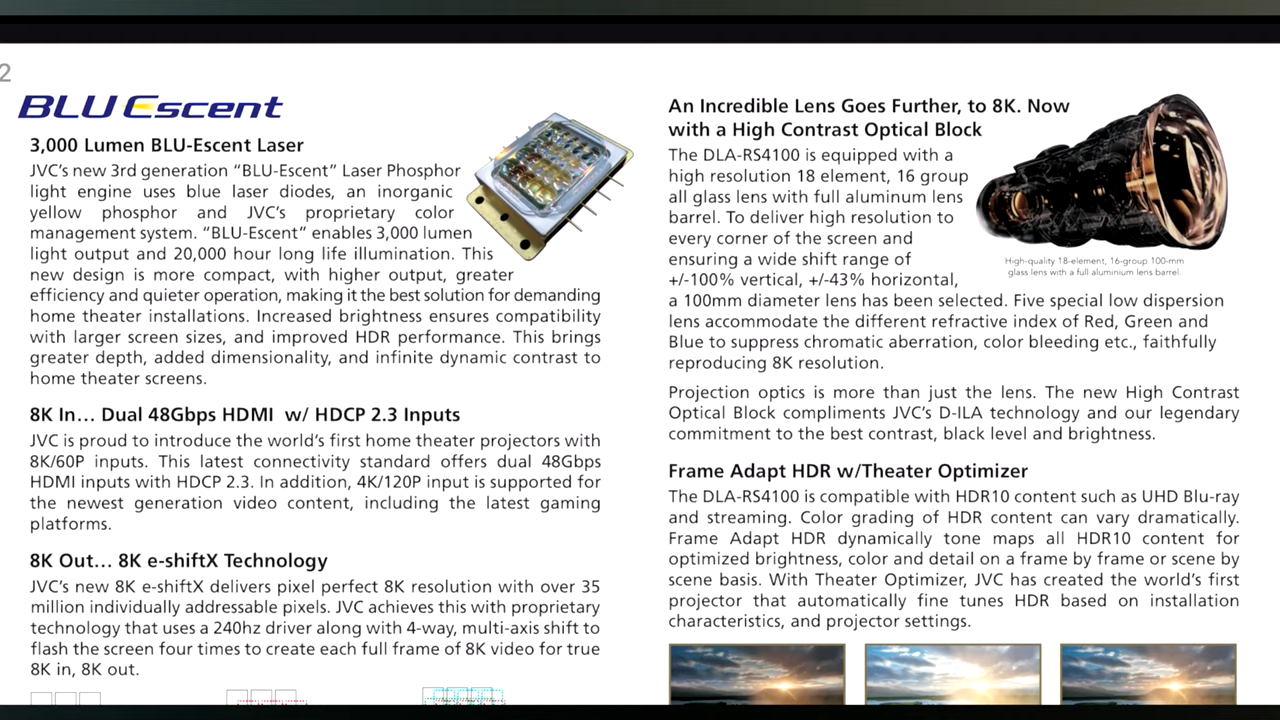 2
BLU Escent
3,000 Lumen BLU-Escent Laser
JVC's new 3rd generation "BLU-Escent" Laser Phosphor
light engine uses blue laser diodes, an inorganic
yellow phosphor and JVC's proprietary color
management system. "BLU-Escent" enables 3,000 lumen
light output and 20,000 hour long life illumination. This
new design is more compact, with higher output, greater
efficiency and quieter operation, making it the best solution for demanding
home theater installations. Increased brightness ensures compatibility
with larger screen sizes, and improved HDR performance. This brings
greater depth, added dimensionality, and infinite dynamic contrast to
home theater screens.
8K In... Dual 48Gbps HDMI w/ HDCP 2.3 Inputs
JVC is proud to introduce the world's first home theater projectors with
8K/60P inputs. This latest connectivity standard offers dual 48Gbps
HDMI inputs with HDCP 2.3. In addition, 4K/120P input is supported for
the newest generation video content, including the latest gaming
platforms.
8K Out... 8K e-shiftX Technology
JVC's new 8K e-shiftX delivers pixel perfect 8K resolution with over 35
million individually addressable pixels. JVC achieves this with proprietary
technology that uses a 240hz driver along with 4-way, multi-axis shift to
flash the screen four times to create each full frame of 8K video for true
8K in, 8K out.
An Incredible Lens Goes Further, to 8K. Now
with a High Contrast Optical Block
The DLA-RS4100 is equipped with a
high resolution 18 element, 16 group
all glass lens with full aluminum lens
barrel. To deliver high resolution to
every corner of the screen and
ensuring a wide shift range of
+/-100% vertical, +/-43% horizontal,
a 100mm diameter lens has been selected. Five special low dispersion
lens accommodate the different refractive index of Red, Green and
Blue to suppress chromatic aberration, color bleeding etc., faithfully
reproducing 8K resolution.
High-quality 18-element, 16-group 100-mm
glass lens with a full aluminium lens barrel.
Projection optics is more than just the lens. The new High Contrast
Optical Block compliments JVC's D-ILA technology and our legendary
commitment to the best contrast, black level and brightness.
Frame Adapt HDR w/Theater Optimizer
The DLA-RS4100 is compatible with HDR10 content such as UHD Blu-ray
and streaming. Color grading of HDR content can vary dramatically.
Frame Adapt HDR dynamically tone maps all HDR10 content for
optimized brightness, color and detail on a frame by frame or scene by
scene basis. With Theater Optimizer, JVC has created the world's first
projector that automatically fine tunes HDR based on installation
characteristics, and projector settings.